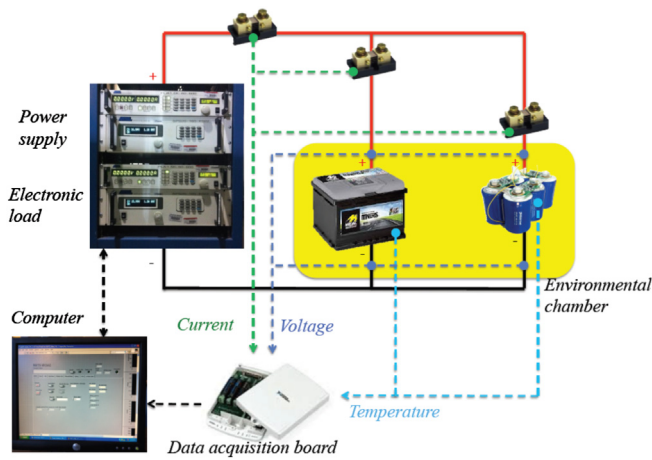 +
Power
supply
Electronic
load
+
+
-
-
-
Environmental
chamber
Computer
Current
Voltage
Temperature
Data acquisition board